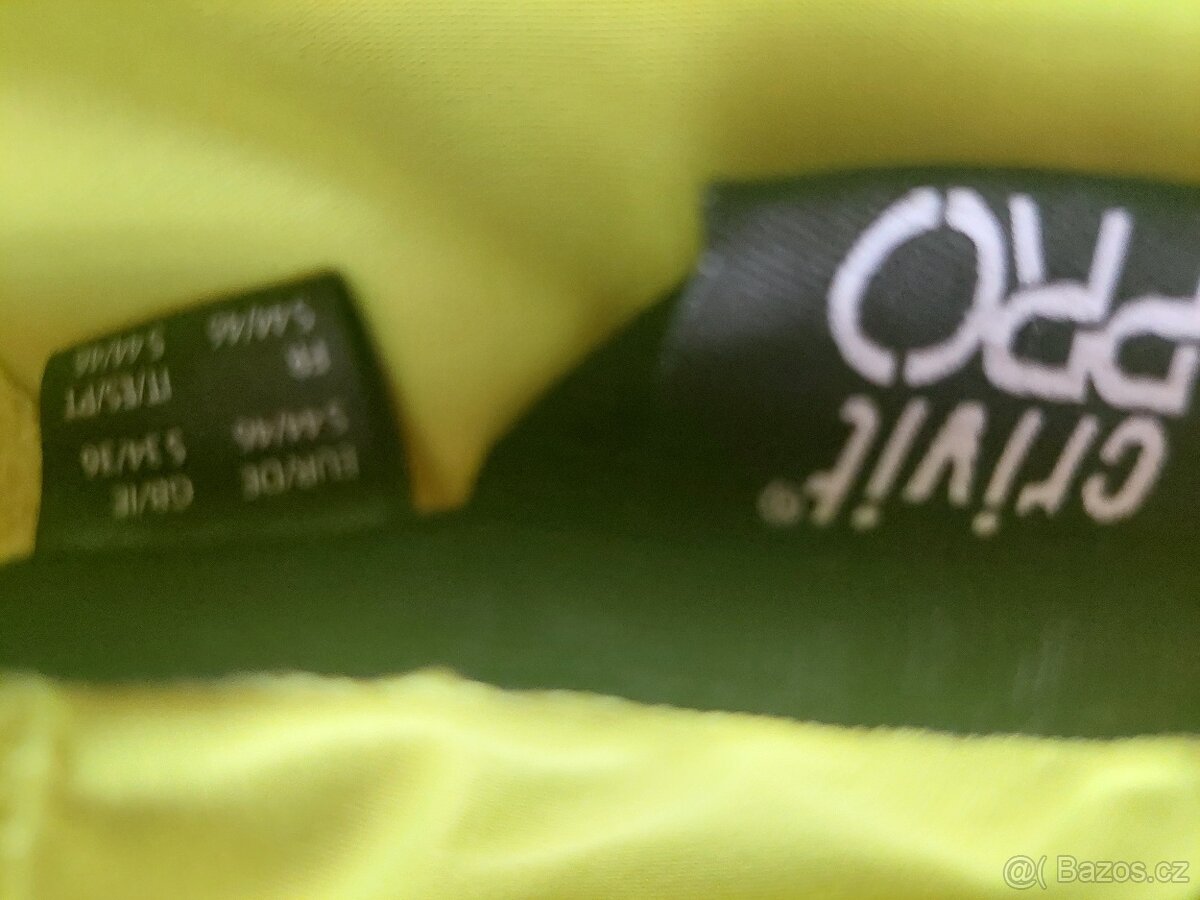 crivit®
PRO
EUR/DE GB/IE
S 44/46 S 34/36
FR IT/ES/PT
S 44/46 S 44/46
@( Bazos.cz